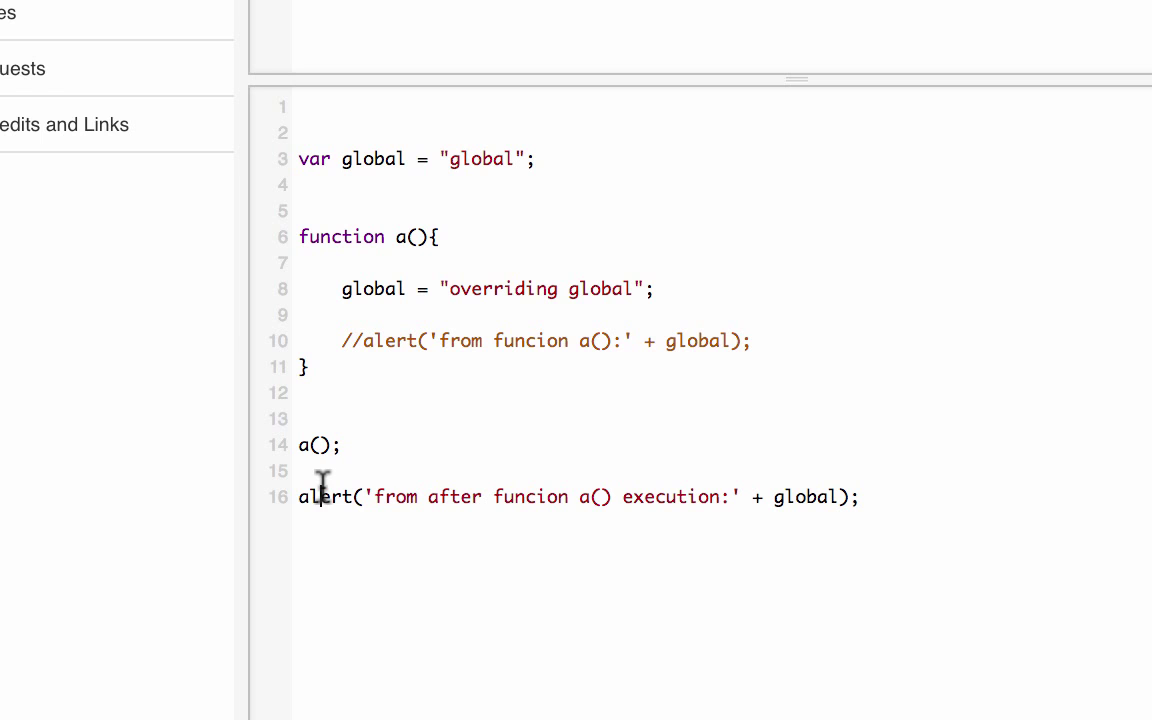 es
uests
edits and Links
1
2
3 var global = "global";
4
5
6 function a(){
7
8 global = "overriding global";
9
10 //alert('from funcion a():' + global);
11 }
12
13
14 a();
15
16 alert('from after funcion a() execution:' + global);